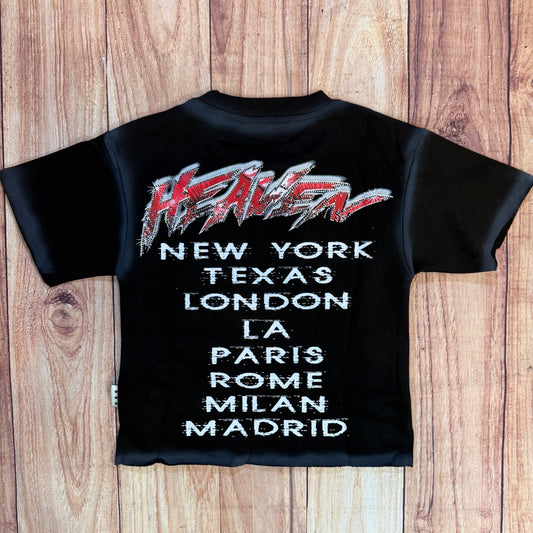 HEAVEN
NEW YORK
TEXAS
LONDON
LA
PARIS
ROME
MILAN
MADRID